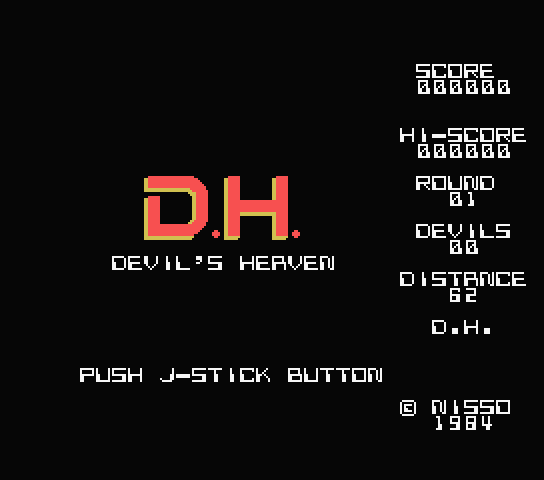 SCORE
000000
HI-SCORE
000000
ROUND
01
DEVILS
00
DISTANCE
62
D.H.
D.H.
DEVIL'S HEAVEN
PUSH J-STICK BUTTON
© NISSO
1984